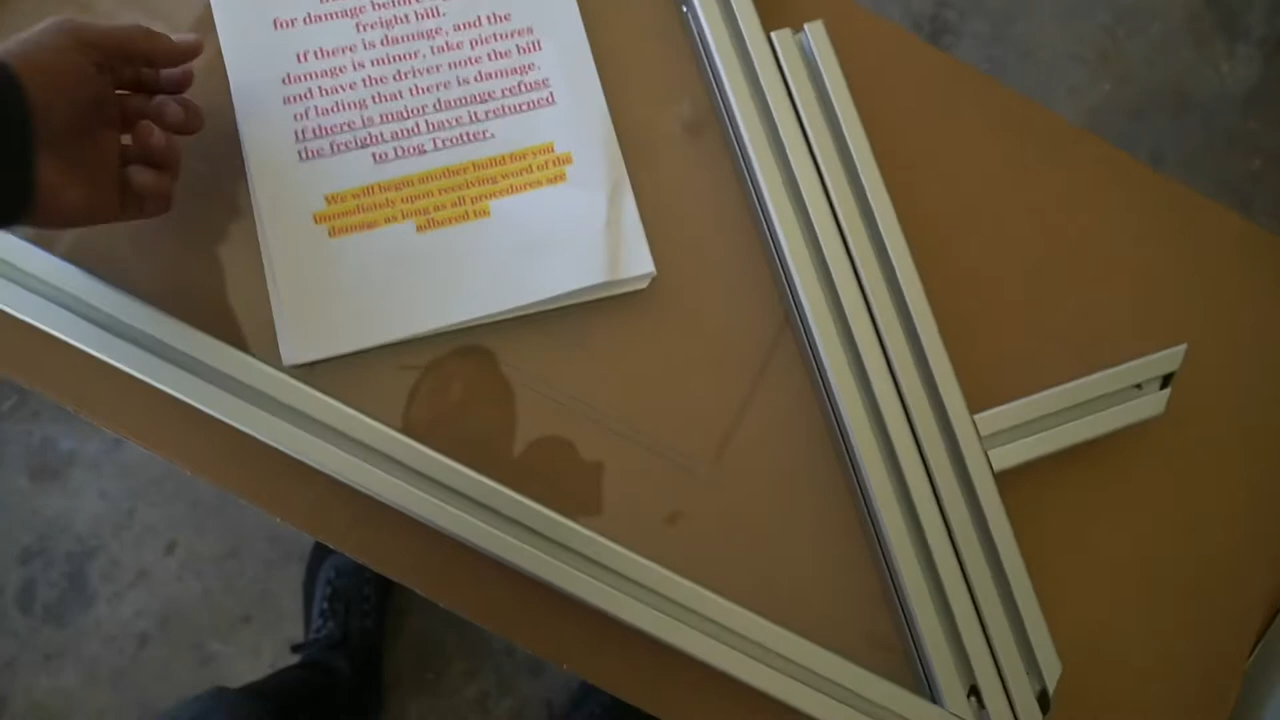 for damage before
freight bill.
If there is damage, and the
damage is minor, take pictures
and have the driver note the bill
of lading that there is damage.
If there is major damage refuse
the freight and have it returned
to Dog Trotter.
We will begin another build for you
immediately upon receiving word of the
damage as long as all procedures are
adhered to.